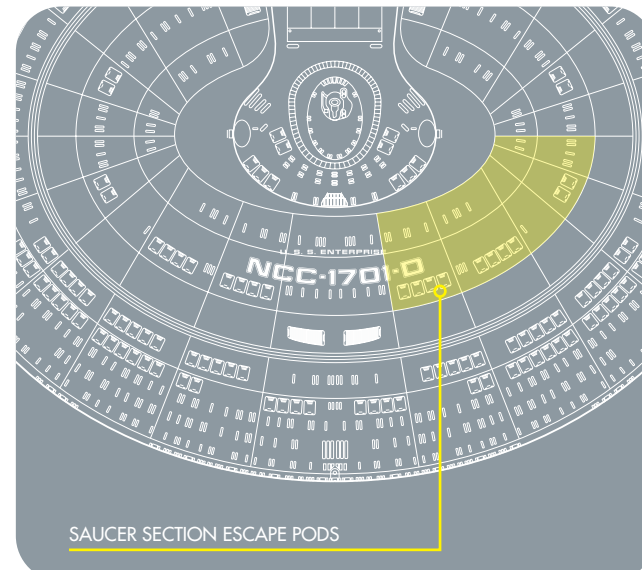 U. S. S. ENTERPRISE
NCC-1701-D
SAUCER SECTION ESCAPE PODS